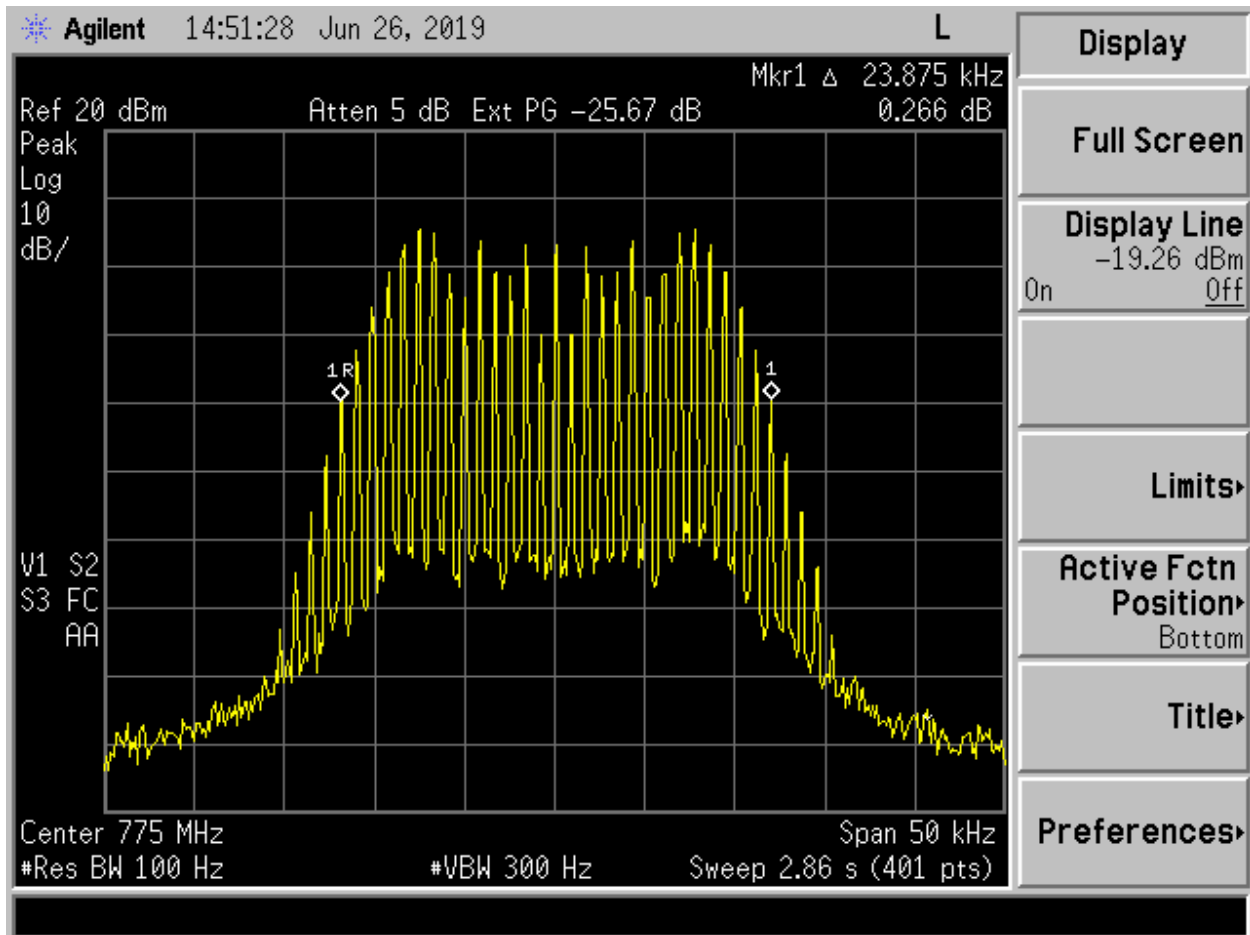 Agilent 14:51:28 Jun 26, 2019 L
Mkr1 Δ 23.875 kHz
Ref 20 dBm Atten 5 dB Ext PG -25.67 dB 0.266 dB
Peak
Log
10
dB/
1R
1
V1 S2
S3 FC
AA
Center 775 MHz Span 50 kHz
#Res BW 100 Hz #VBW 300 Hz Sweep 2.86 s (401 pts)
Display
Full Screen
Display Line
-19.26 dBm
On Off
Limits
Active Fctn
Position
Bottom
Title
Preferences